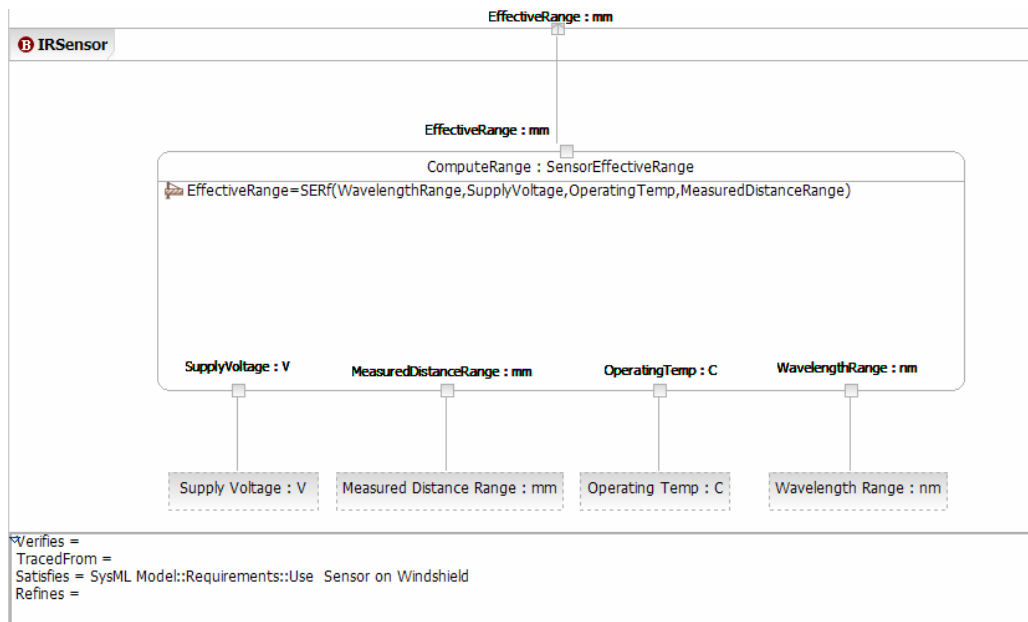 EffectiveRange : mm
B IRSensor
EffectiveRange : mm
ComputeRange : SensorEffectiveRange
EffectiveRange=SERf(WavelengthRange,SupplyVoltage,OperatingTemp,MeasuredDistanceRange)
SupplyVoltage : V MeasuredDistanceRange : mm OperatingTemp : C WavelengthRange : nm
Supply Voltage : V Measured Distance Range : mm Operating Temp : C Wavelength Range : nm
Verifies =
TracedFrom =
Satisfies = SysML Model::Requirements::Use Sensor on Windshield
Refines =